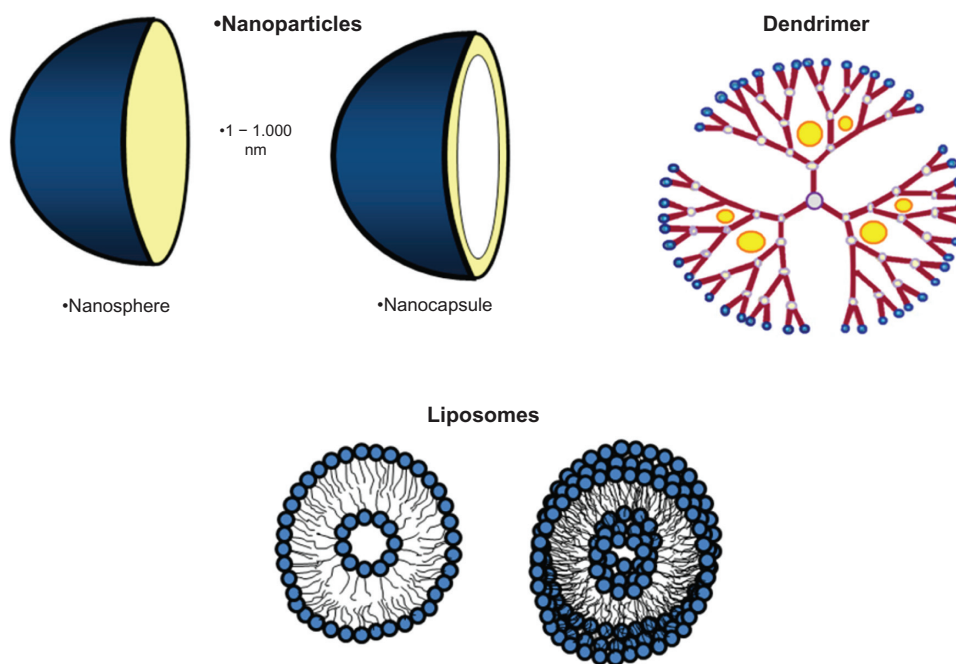 •Nanoparticles
Dendrimer
•1 − 1.000
nm
•Nanosphere
•Nanocapsule
Liposomes